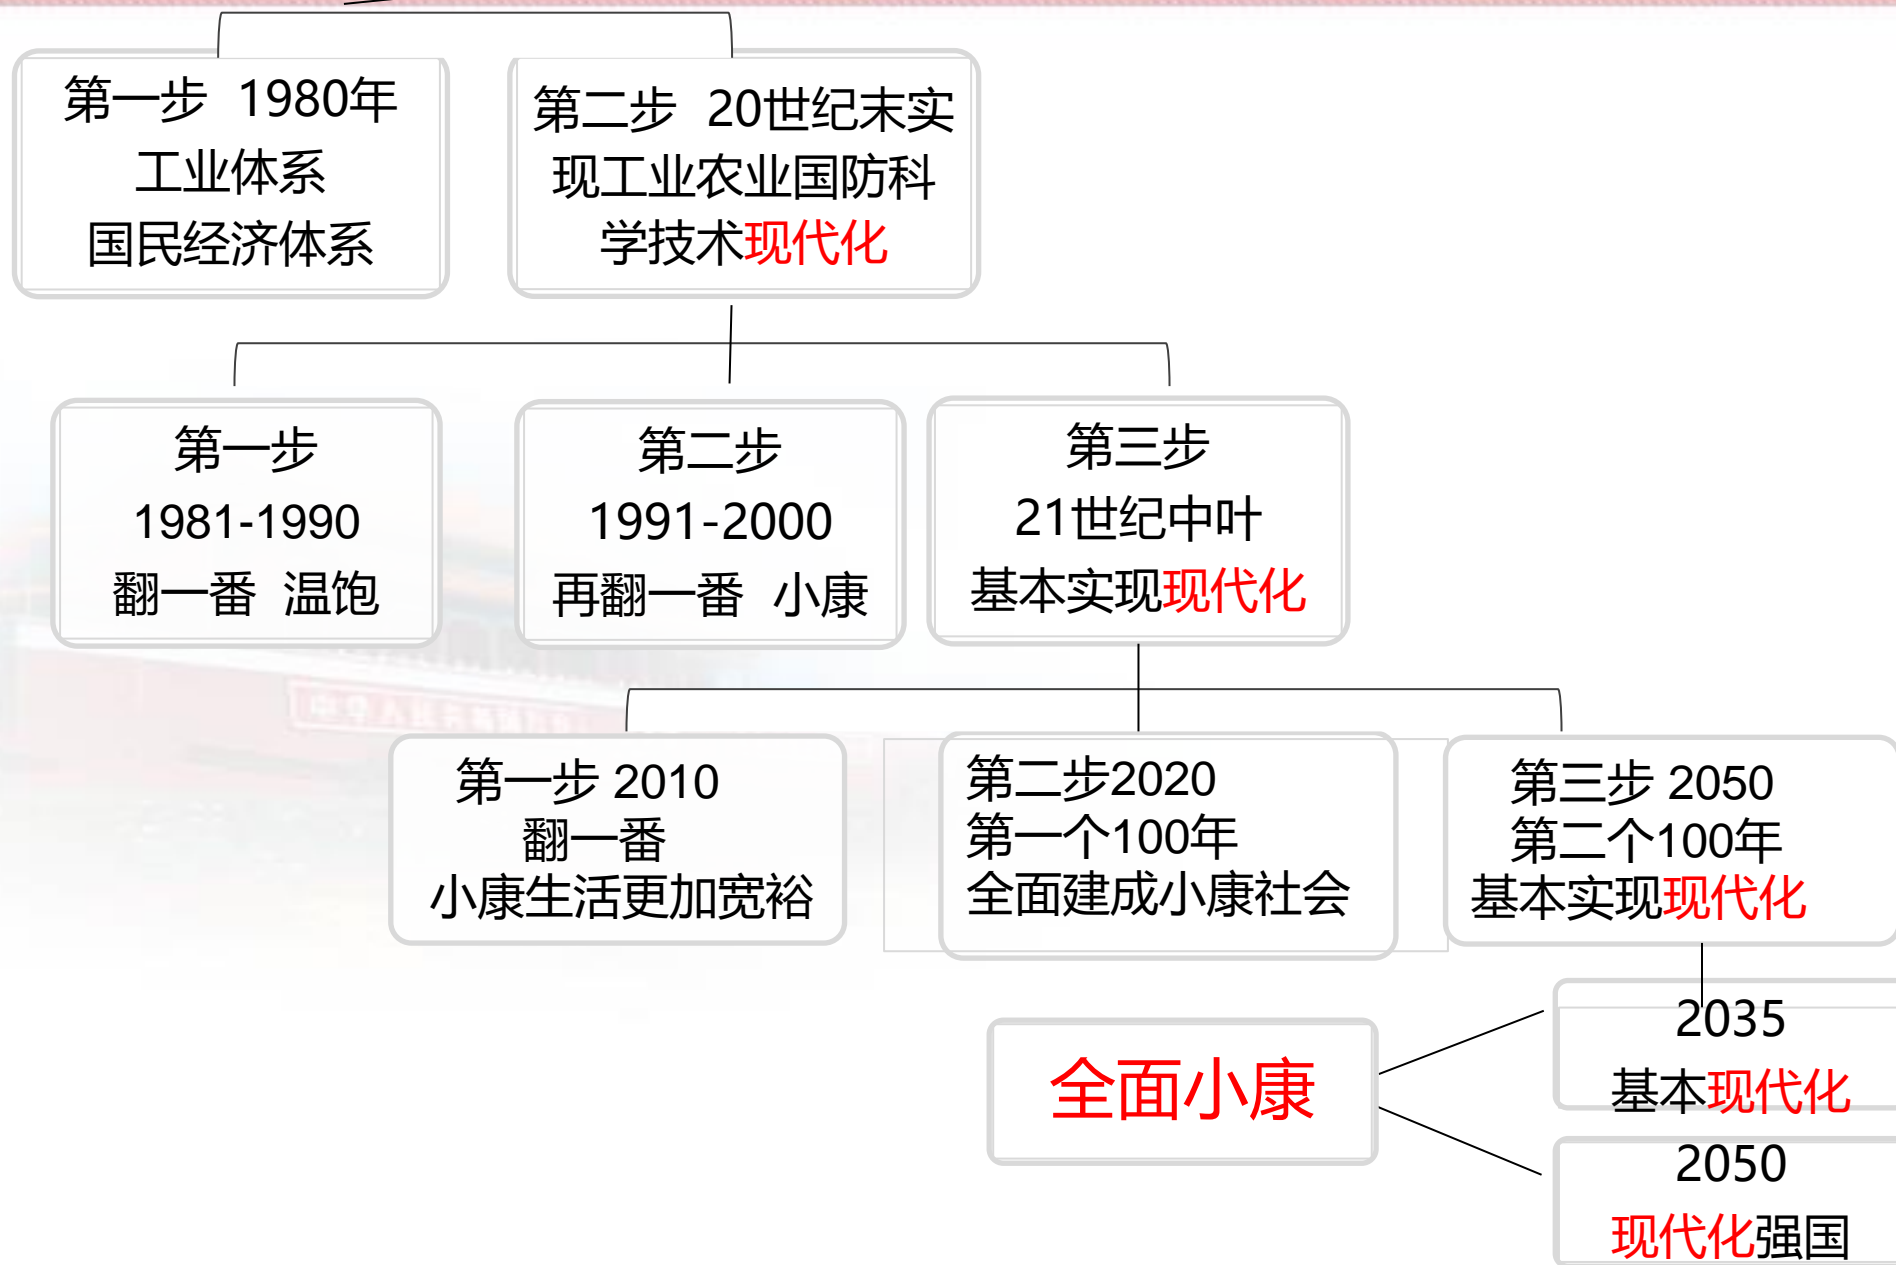 第一步 1980年
工业体系
国民经济体系
第二步 20世纪末实
现工业农业国防科
学技术现代化
第一步
1981-1990
翻一番 温饱
第二步
1991-2000
再翻一番 小康
第三步
21世纪中叶
基本实现现代化
第一步 2010
翻一番
小康生活更加宽裕
第二步2020
第一个100年
全面建成小康社会
第三步 2050
第二个100年
基本实现现代化
全面小康
2035
基本现代化
2050
现代化强国